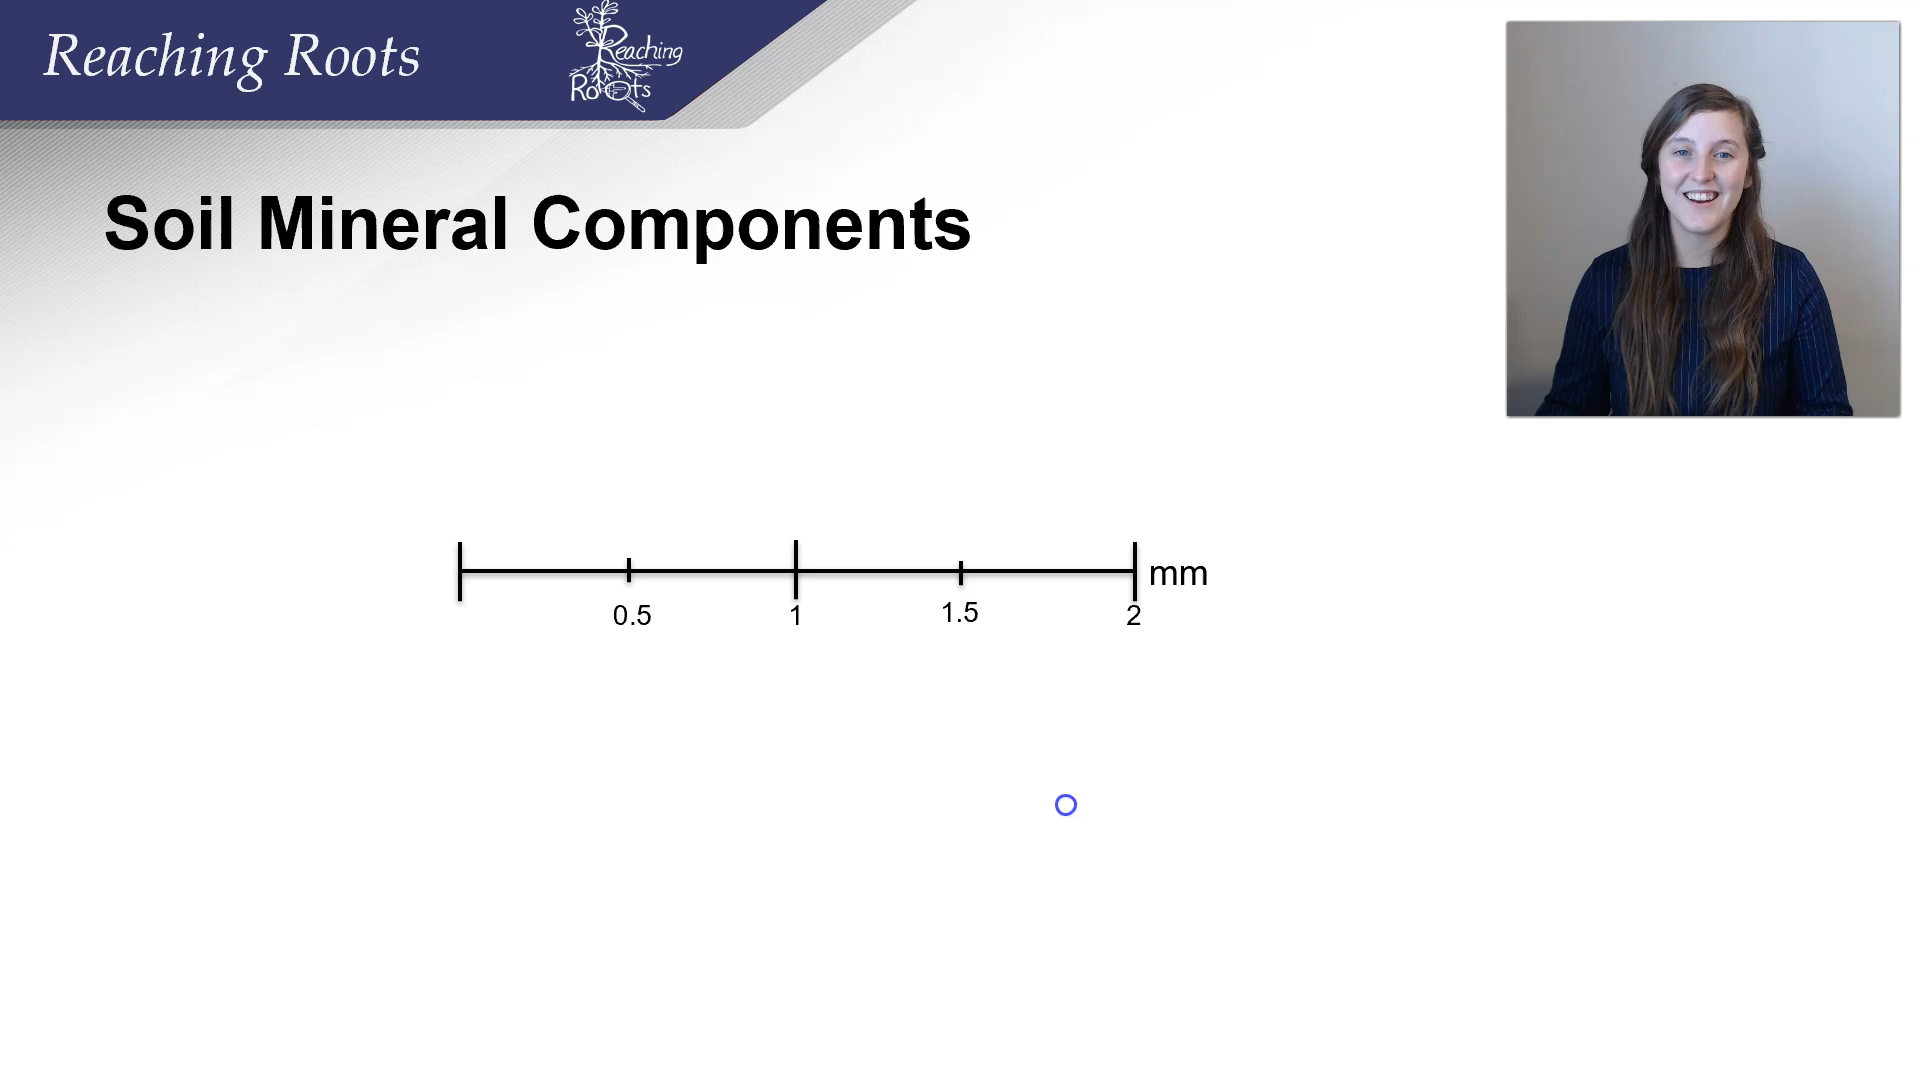 Reaching Roots
Reaching
Roots
Soil Mineral Components
mm
0.5 1 1.5 2